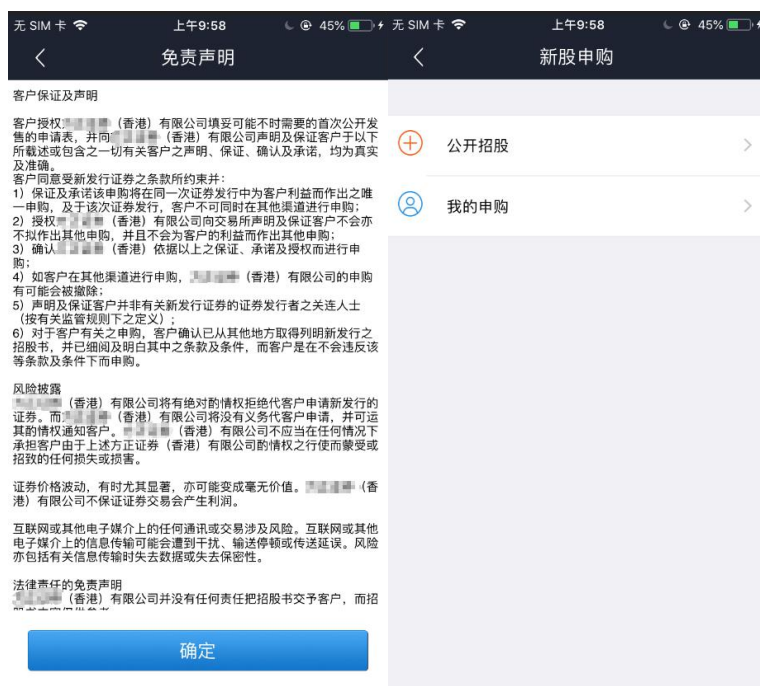 无 SIM 卡
上午9:58
45%
免责声明
客户保证及声明
客户授权（香港）有限公司填妥可能不时需要的首次公开发
售的申请表，并向（香港）有限公司声明及保证客户于以下
所载述或包含之一切有关客户之声明、保证、确认及承诺，均为真实
及准确。
客户同意受新发行证券之条款所约束并：
1）保证及承诺该申购将在同一次证券发行中为客户利益而作出之唯
一申购，及于该次证券发行，客户不可同时在其他渠道进行申购；
2）授权（香港）有限公司向交易所声明及保证客户不会亦
不拟作出其他申购，并且不会为客户的利益而作出其他申购；
3）确认（香港）依据以上之保证、承诺及授权而进行申
购；
4）如客户在其他渠道进行申购，（香港）有限公司的申购
有可能会被撤除；
5）声明及保证客户并非有关新发行证券的证券发行者之关连人士
（按有关监管规则下之定义）；
6）对于客户有关之申购，客户确认已从其他地方取得列明新发行之
招股书，并已细阅及明白其中之条款及条件，而客户是在不会违反该
等条款及条件下而申购。
风险披露
（香港）有限公司将有绝对酌情权拒绝代客户申请新发行的
证券。而（香港）有限公司将没有义务代客户申请，并可运
其酌情权通知客户。（香港）有限公司不应当在任何情况下
承担客户由于上述方正证券（香港）有限公司酌情权之行使而蒙受或
招致的任何损失或损害。
证券价格波动，有时尤其显著，亦可能变成毫无价值。（香
港）有限公司不保证证券交易会产生利润。
互联网或其他电子媒介上的任何通讯或交易涉及风险。互联网或其他
电子媒介上的信息传输可能会遭到干扰、输送停顿或传送延误。风险
亦包括有关信息传输时失去数据或失去保密性。
法律责任的免责声明
（香港）有限公司并没有任何责任把招股书交予客户，而招
确定
无 SIM 卡
上午9:58
45%
新股申购
公开招股
我的申购